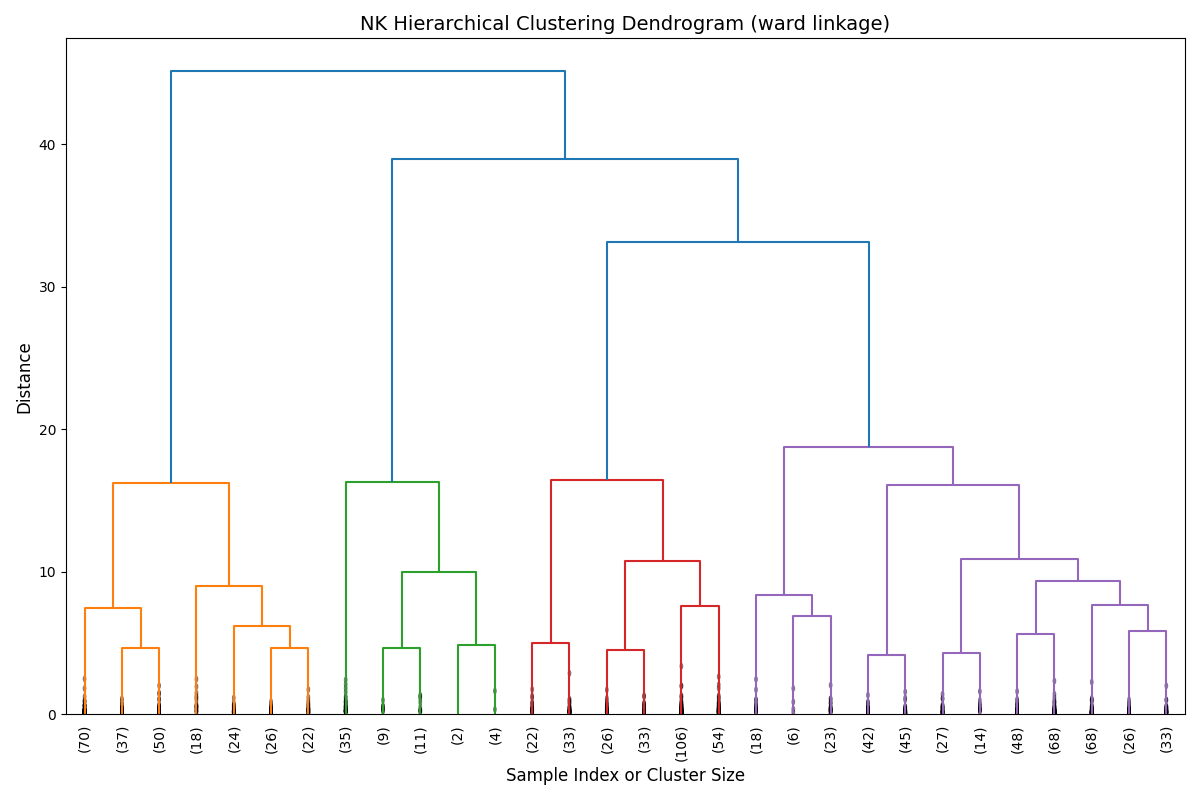 NK Hierarchical Clustering Dendrogram (ward linkage)
Distance
40
30
20
10
0
(70) (37) (50) (18) (24) (26) (22) (35) (9) (11) (2) (4) (22) (33) (26) (33) (106) (54) (18) (6) (23) (42) (45) (27) (14) (48) (68) (68) (26) (33)
Sample Index or Cluster Size